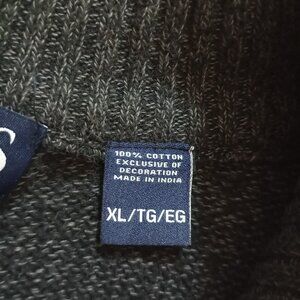 S
100% COTTON
EXCLUSIVE OF
DECORATION
MADE IN INDIA
XL/TG/EG